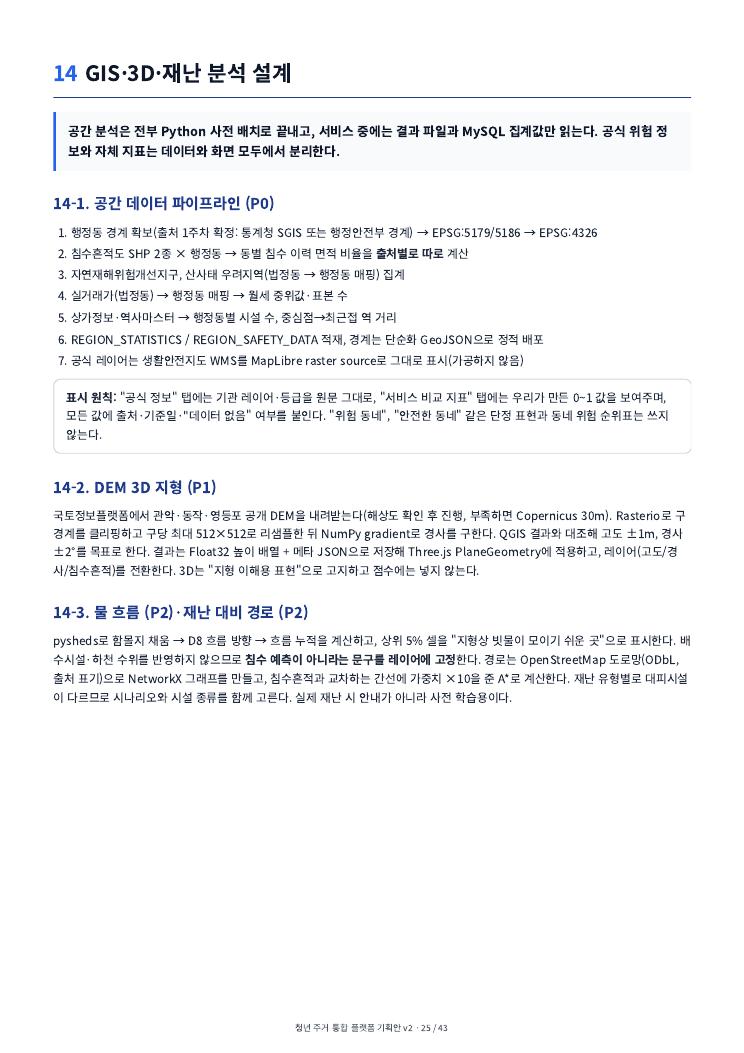 14 GIS·3D·재난 분석 설계
공간 분석은 전부 Python 사전 배치로 끝내고, 서비스 중에는 결과 파일과 MySQL 집계값만 읽는다. 공식 위험 정
보와 자체 지표는 데이터와 화면 모두에서 분리한다.
14-1. 공간 데이터 파이프라인 (P0)
1. 행정동 경계 확보(출처 1주차 확정: 통계청 SGIS 또는 행정안전부 경계) → EPSG:5179/5186 → EPSG:4326
2. 침수흔적도 SHP 2종 × 행정동 → 동별 침수 이력 면적 비율을 출처별로 따로 계산
3. 자연재해위험개선지구, 산사태 우려지역(법정동 → 행정동 매핑) 집계
4. 실거래가(법정동) → 행정동 매핑 → 월세 중위값·표본 수
5. 상가정보·역사마스터 → 행정동별 시설 수, 중심점→최근접 역 거리
6. REGION_STATISTICS / REGION_SAFETY_DATA 적재, 경계는 단순화 GeoJSON으로 정적 배포
7. 공식 레이어는 생활안전지도 WMS를 MapLibre raster source로 그대로 표시(가공하지 않음)
표시 원칙: "공식 정보" 탭에는 기관 레이어·등급을 원문 그대로, "서비스 비교 지표" 탭에는 우리가 만든 0~1 값을 보여주며,
모든 값에 출처·기준일·"데이터 없음" 여부를 붙인다. "위험 동네", "안전한 동네" 같은 단정 표현과 동네 위험 순위표는 쓰지
않는다.
14-2. DEM 3D 지형 (P1)
국토정보플랫폼에서 관악·동작·영등포 공개 DEM을 내려받는다(해상도 확인 후 진행, 부족하면 Copernicus 30m). Rasterio로 구
경계를 클리핑하고 구당 최대 512×512로 리샘플한 뒤 NumPy gradient로 경사를 구한다. QGIS 결과와 대조해 고도 ±1m, 경사
±2°를 목표로 한다. 결과는 Float32 높이 배열 + 메타 JSON으로 저장해 Three.js PlaneGeometry에 적용하고, 레이어(고도/경
사/침수흔적)를 전환한다. 3D는 "지형 이해용 표현"으로 고지하고 점수에는 넣지 않는다.
14-3. 물 흐름 (P2)·재난 대비 경로 (P2)
pysheds로 함몰지 채움 → D8 흐름 방향 → 흐름 누적을 계산하고, 상위 5% 셀을 "지형상 빗물이 모이기 쉬운 곳"으로 표시한다. 배
수시설·하천 수위를 반영하지 않으므로 침수 예측이 아니라는 문구를 레이어에 고정한다. 경로는 OpenStreetMap 도로망(ODbL,
출처 표기)으로 NetworkX 그래프를 만들고, 침수흔적과 교차하는 간선에 가중치 ×10을 준 A*로 계산한다. 재난 유형별로 대피시설
이 다르므로 시나리오와 시설 종류를 함께 고른다. 실제 재난 시 안내가 아니라 사전 학습용이다.
청년 주거 통합 플랫폼 기획안 v2 · 25 / 43